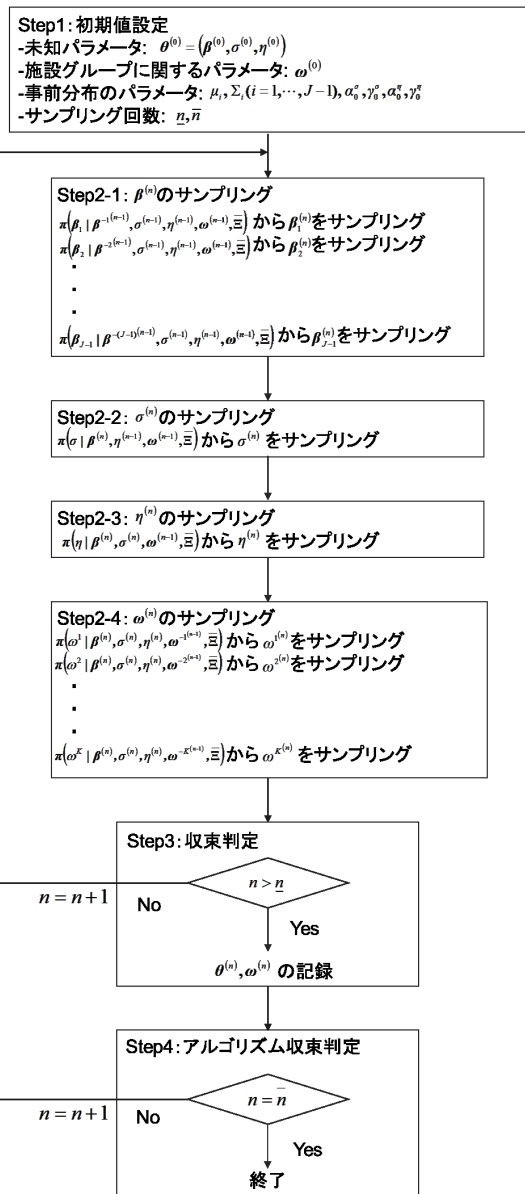 Step1:初期値設定
-未知パラメータ: θ^(0) = (β^(0),σ^(0),η^(0))
-施設グループに関するパラメータ: ω^(0)
-事前分布のパラメータ: μ_i,Σ_i(i=1,⋯,J−1),α_0^σ,γ_0^σ,α_0^η,γ_0^η
-サンプリング回数: n̲,n̄
Step2-1: β^(n)のサンプリング
π(β_1 | β^{-1(n-1)},σ^(n-1),η^(n-1),ω^(n-1),Ξ̄) からβ_1^(n)をサンプリング
π(β_2 | β^{-2(n-1)},σ^(n-1),η^(n-1),ω^(n-1),Ξ̄)からβ_2^(n)をサンプリング
・
・
・
π(β_{J-1} | β^{-(J-1)(n-1)},σ^(n-1),η^(n-1),ω^(n-1),Ξ̄)からβ_{J-1}^(n)をサンプリング
Step2-2: σ^(n)のサンプリング
π(σ | β^(n),η^(n-1),ω^(n-1),Ξ̄)から σ^(n) をサンプリング
Step2-3: η^(n)のサンプリング
π(η | β^(n),σ^(n),ω^(n-1),Ξ̄)から η^(n) をサンプリング
Step2-4: ω^(n)のサンプリング
π(ω^1 | β^(n),σ^(n),η^(n),ω^{-1(n-1)},Ξ̄) から ω^{1(n)}をサンプリング
π(ω^2 | β^(n),σ^(n),η^(n),ω^{-2(n-1)},Ξ̄)から ω^{2(n)}をサンプリング
・
・
・
π(ω^K | β^(n),σ^(n),η^(n),ω^{-K(n-1)},Ξ̄)から ω^{K(n)} をサンプリング
Step3:収束判定
n > n̲
n = n+1
No
Yes
θ^(n),ω^(n) の記録
Step4:アルゴリズム収束判定
n = n̄
n = n+1
No
Yes
終了